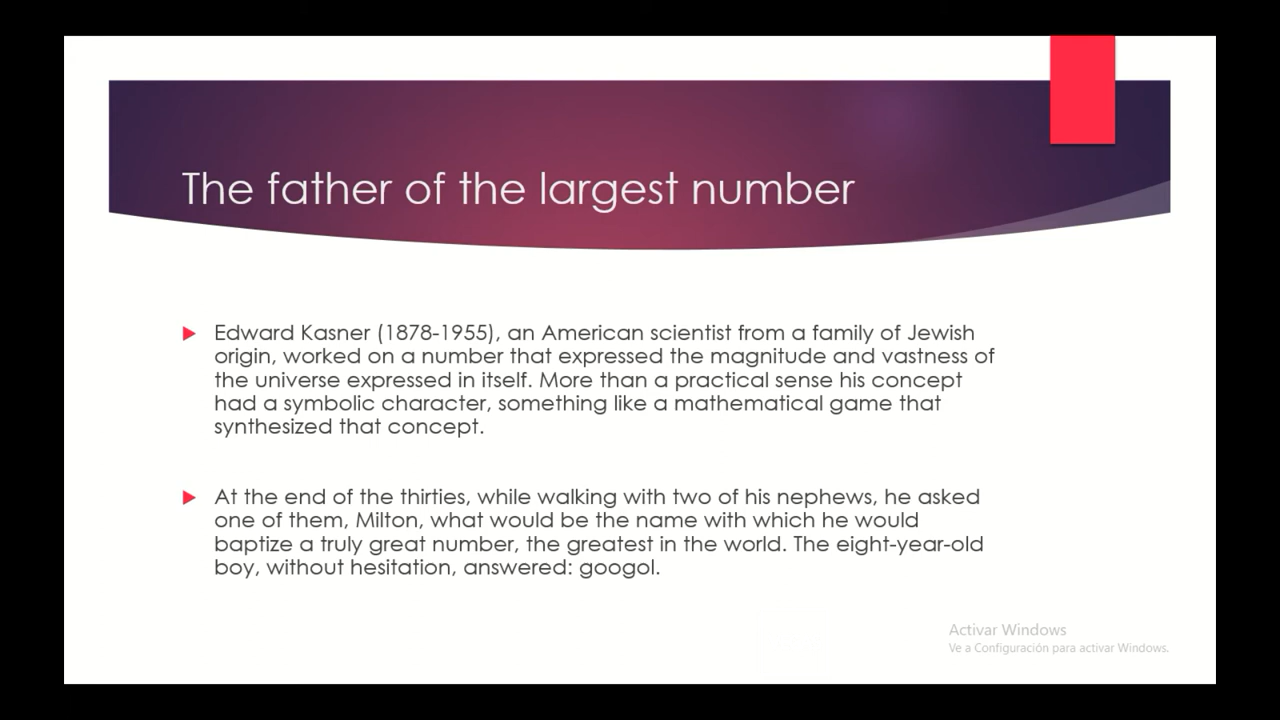 The father of the largest number
Edward Kasner (1878-1955), an American scientist from a family of Jewish
origin, worked on a number that expressed the magnitude and vastness of
the universe expressed in itself. More than a practical sense his concept
had a symbolic character, something like a mathematical game that
synthesized that concept.
At the end of the thirties, while walking with two of his nephews, he asked
one of them, Milton, what would be the name with which he would
baptize a truly great number, the greatest in the world. The eight-year-old
boy, without hesitation, answered: googol.
Activar Windows
Ve a Configuración para activar Windows.